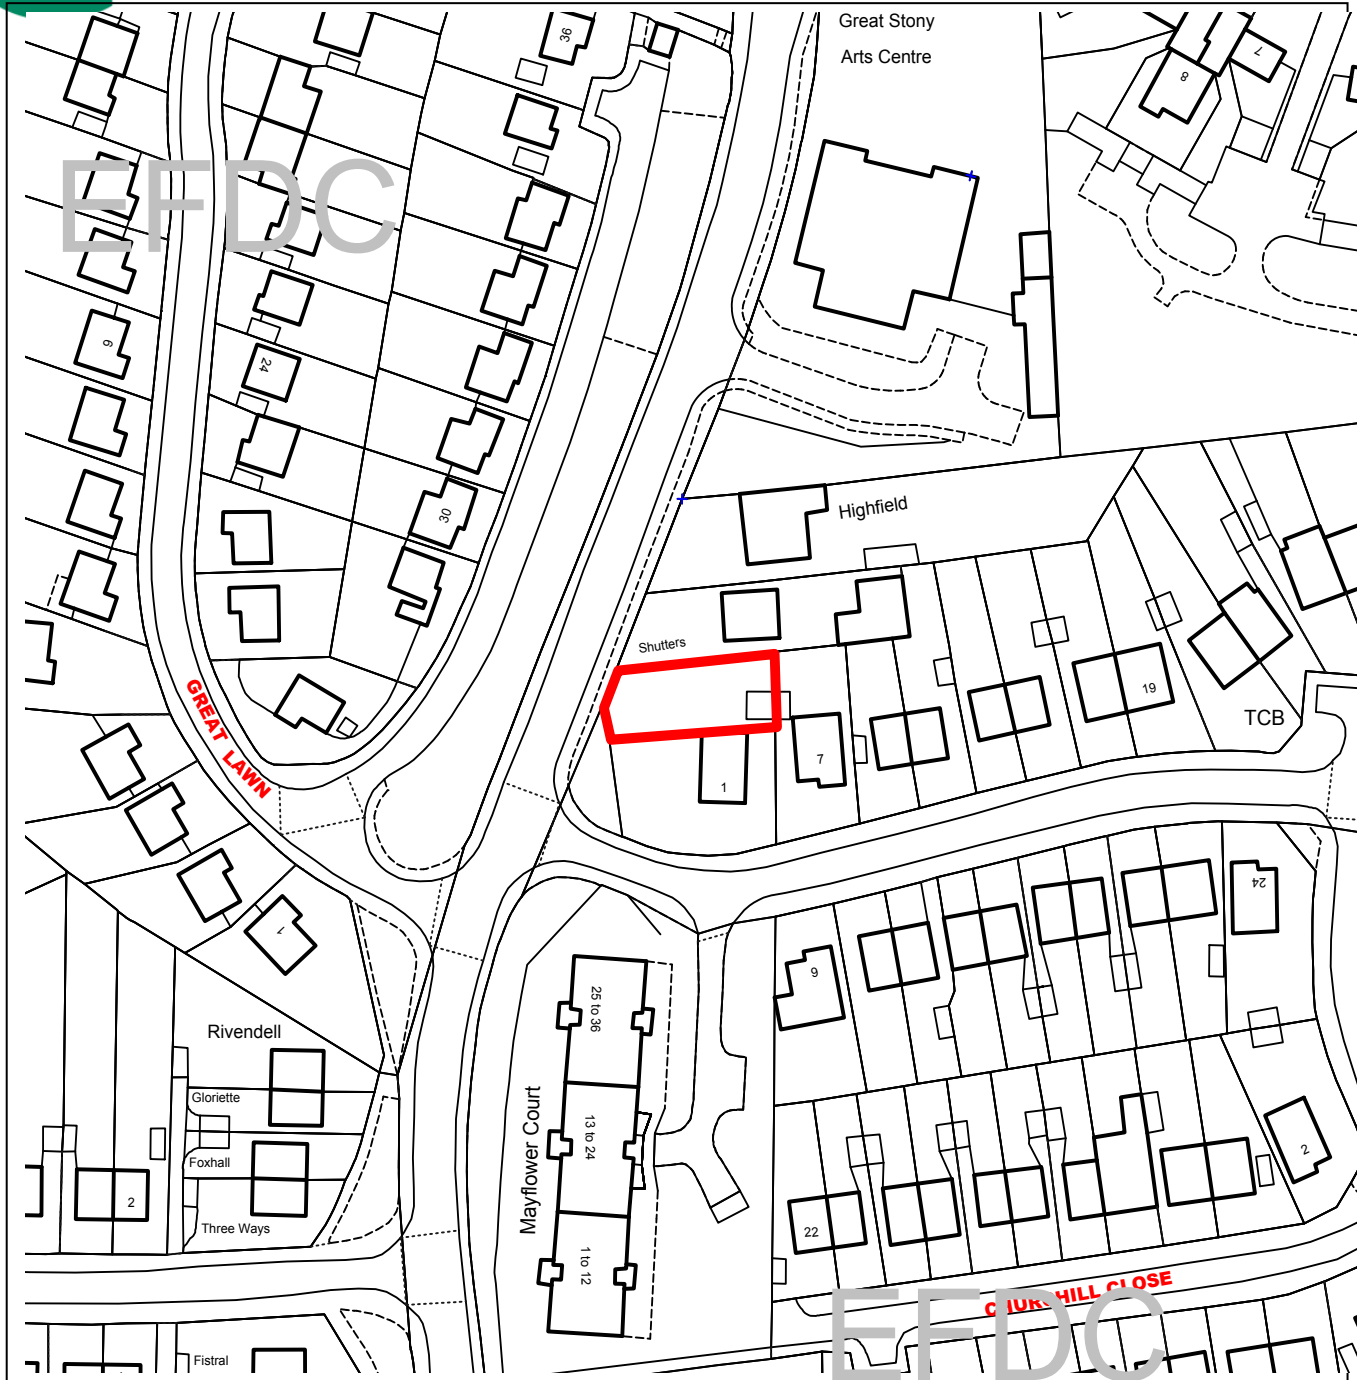 Great Stony
Arts Centre
36
7
8
EFDC
6
24
30
Highfield
Shutters
19
TCB
GREAT LAWN
7
1
24
1
9
25 to 36
Rivendell
Gloriette
13 to 24
Mayflower Court
Foxhall
2
2
Three Ways
22
1 to 12
CHURCHILL CLOSE
EFDC
Fistral